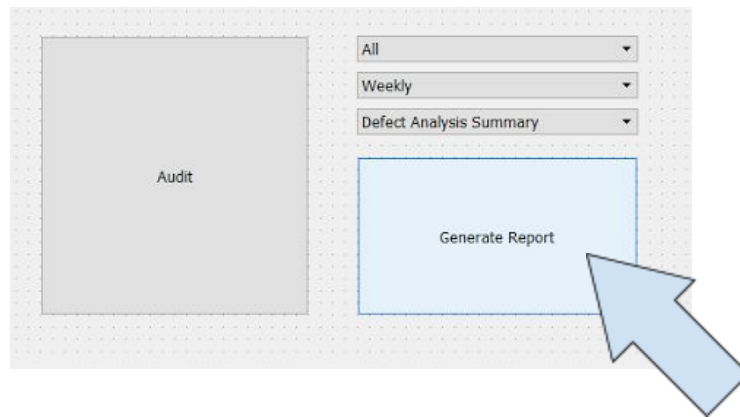 Audit
All
Weekly
Defect Analysis Summary
Generate Report